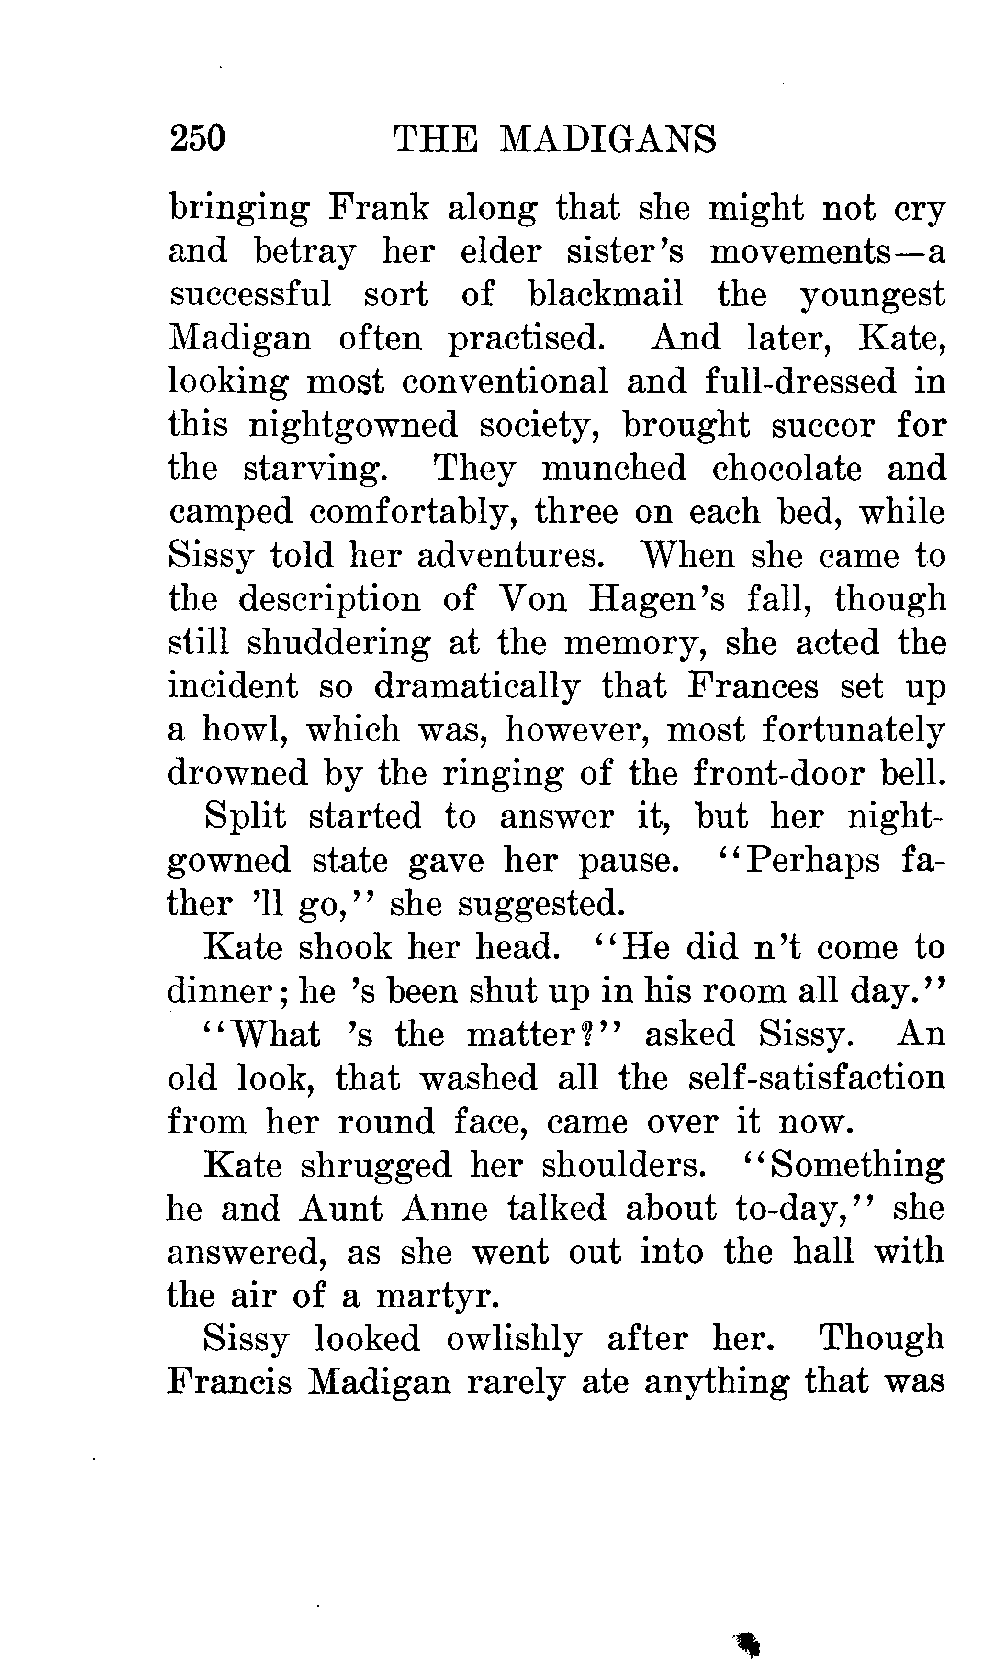 250 THE MADIGANS
bringing Frank along that she might not cry
and betray her elder sister's movements—a
successful sort of blackmail the youngest
Madigan often practised. And later, Kate,
looking most conventional and full-dressed in
this nightgowned society, brought succor for
the starving. They munched chocolate and
camped comfortably, three on each bed, while
Sissy told her adventures. When she came to
the description of Von Hagen's fall, though
still shuddering at the memory, she acted the
incident so dramatically that Frances set up
a howl, which was, however, most fortunately
drowned by the ringing of the front-door bell.
Split started to answer it, but her night-
gowned state gave her pause. "Perhaps fa-
ther 'll go," she suggested.
Kate shook her head. "He did n't come to
dinner; he 's been shut up in his room all day."
"What 's the matter?" asked Sissy. An
old look, that washed all the self-satisfaction
from her round face, came over it now.
Kate shrugged her shoulders. "Something
he and Aunt Anne talked about to-day," she
answered, as she went out into the hall with
the air of a martyr.
Sissy looked owlishly after her. Though
Francis Madigan rarely ate anything that was